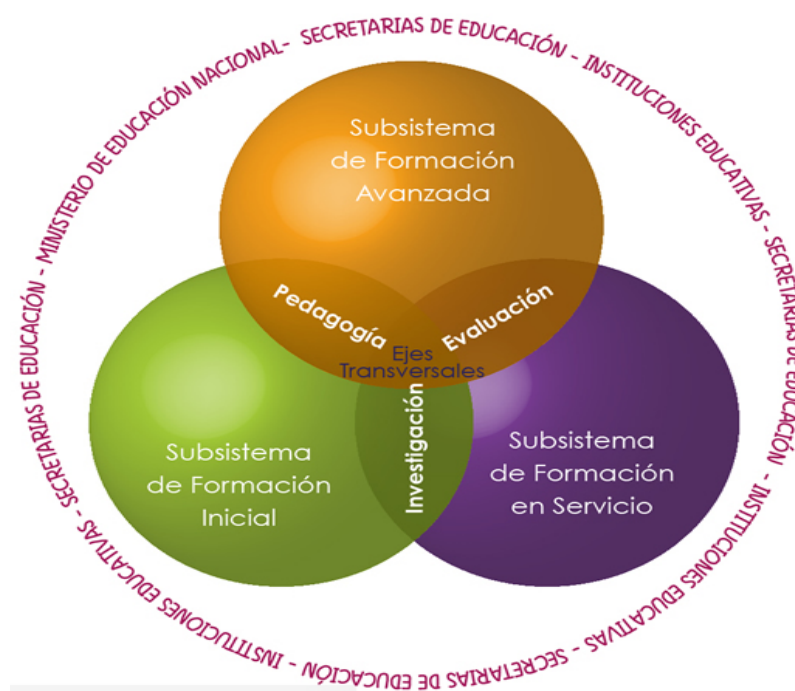 SECRETARIAS DE EDUCACIÓN - MINISTERIO DE EDUCACIÓN NACIONAL- SECRETARIAS DE EDUCACIÓN - INSTITUCIONES EDUCATIVAS - SECRETARIAS DE EDUCACIÓN - INSTITUCIONES EDUCATIVAS - SECRETARIAS DE EDUCACIÓN - INSTITUCIONES EDUCATIVAS -
Subsistema
de Formación
Avanzada
Pedagogía
Evaluación
Ejes
Transversales
Investigación
Subsistema
de Formación
Inicial
Subsistema
de Formación
en Servicio